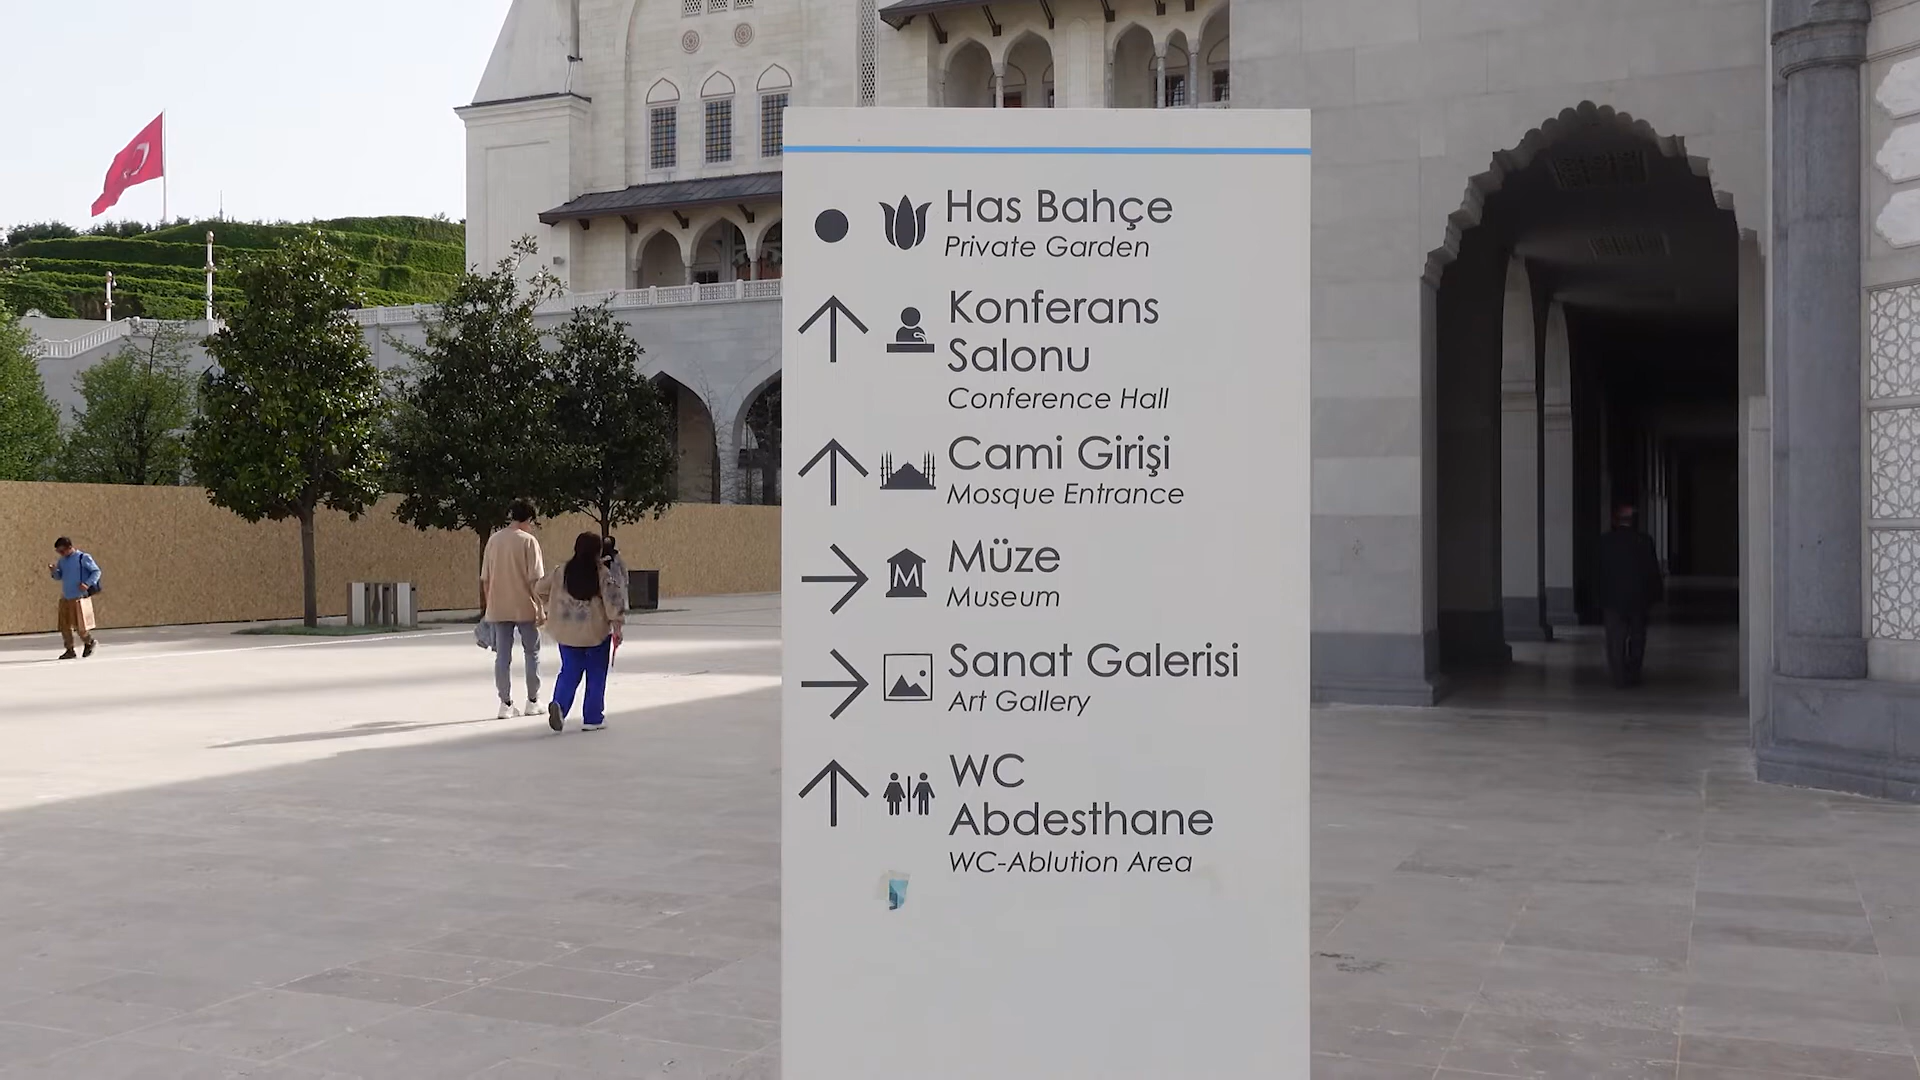 Has Bahçe
Private Garden
Konferans
Salonu
Conference Hall
Cami Girişi
Mosque Entrance
M
Müze
Museum
Sanat Galerisi
Art Gallery
WC
Abdesthane
WC-Ablution Area